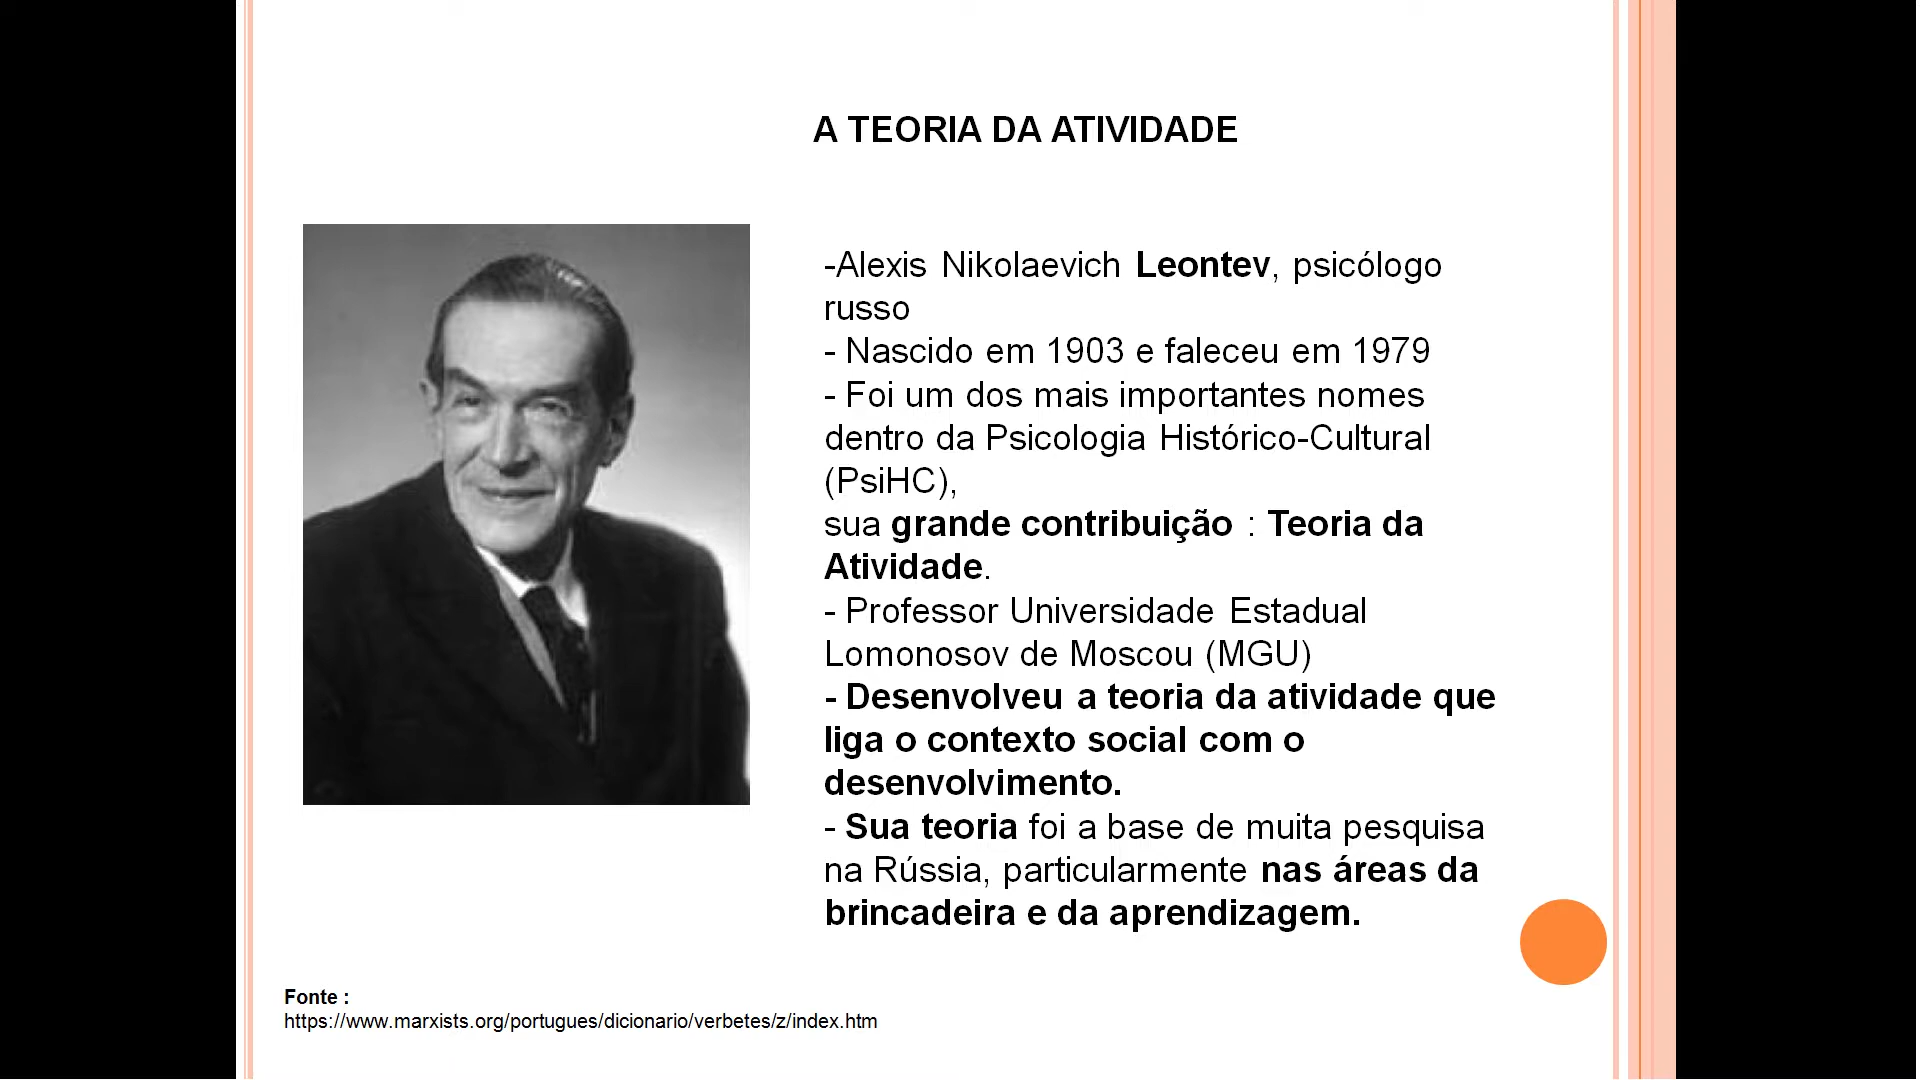 A TEORIA DA ATIVIDADE
-Alexis Nikolaevich Leontev, psicólogo
russo
- Nascido em 1903 e faleceu em 1979
- Foi um dos mais importantes nomes
dentro da Psicologia Histórico-Cultural
(PsiHC),
sua grande contribuição : Teoria da
Atividade.
- Professor Universidade Estadual
Lomonosov de Moscou (MGU)
- Desenvolveu a teoria da atividade que
liga o contexto social com o
desenvolvimento.
- Sua teoria foi a base de muita pesquisa
na Rússia, particularmente nas áreas da
brincadeira e da aprendizagem.
Fonte :
https://www.marxists.org/portugues/dicionario/verbetes/z/index.htm